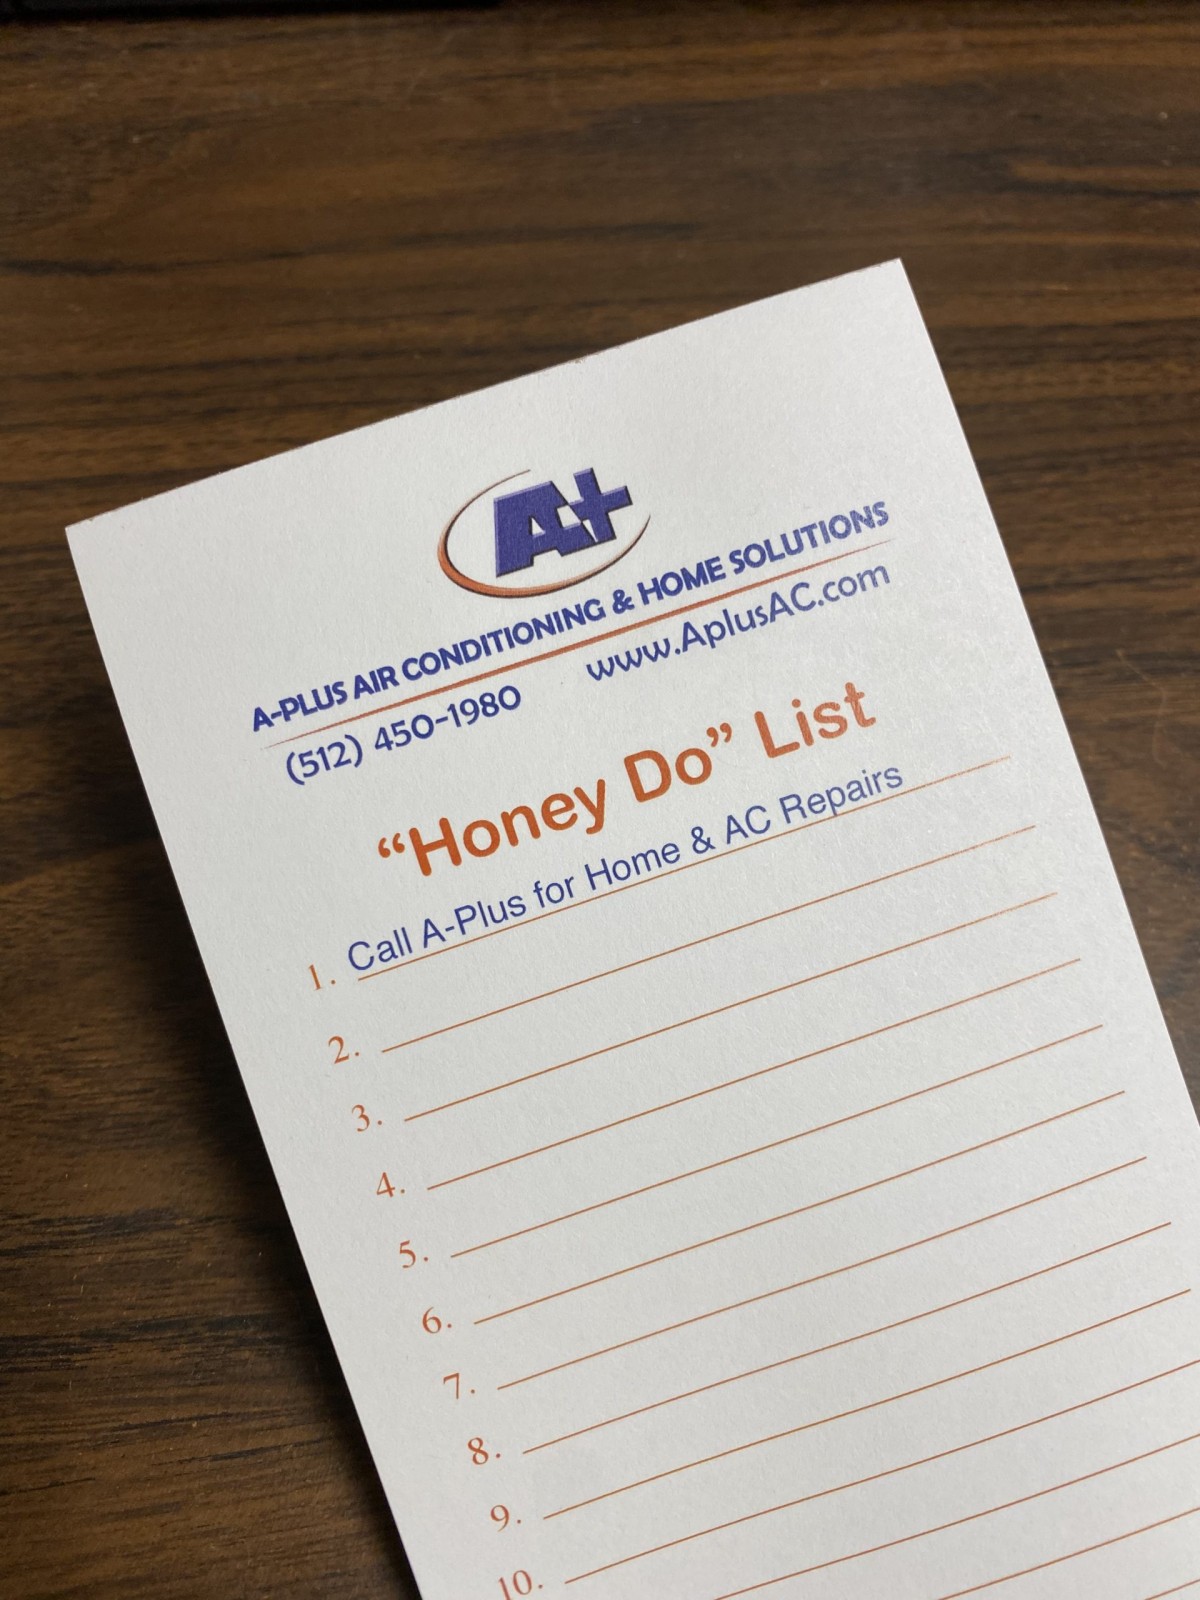 A+
A-PLUS AIR CONDITIONING & HOME SOLUTIONS
(512) 450-1980 www.AplusAC.com
“Honey Do” List
1. Call A-Plus for Home & AC Repairs
2.
3.
4.
5.
6.
7.
8.
9.
10.